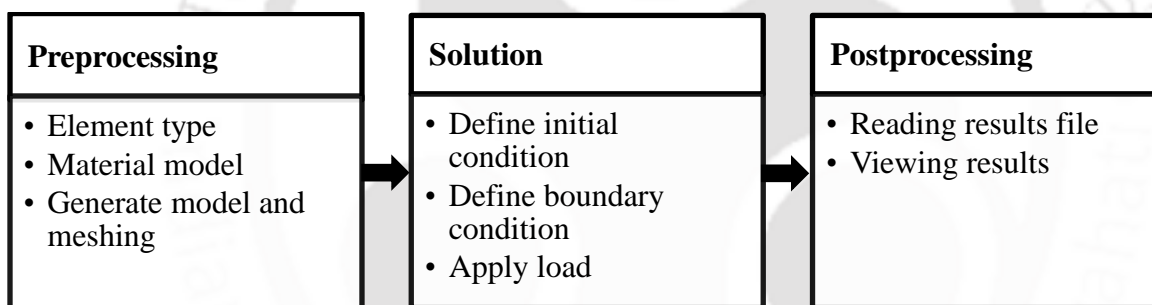 Preprocessing
• Element type
• Material model
• Generate model and
meshing
Solution
• Define initial
condition
• Define boundary
condition
• Apply load
Postprocessing
• Reading results file
• Viewing results